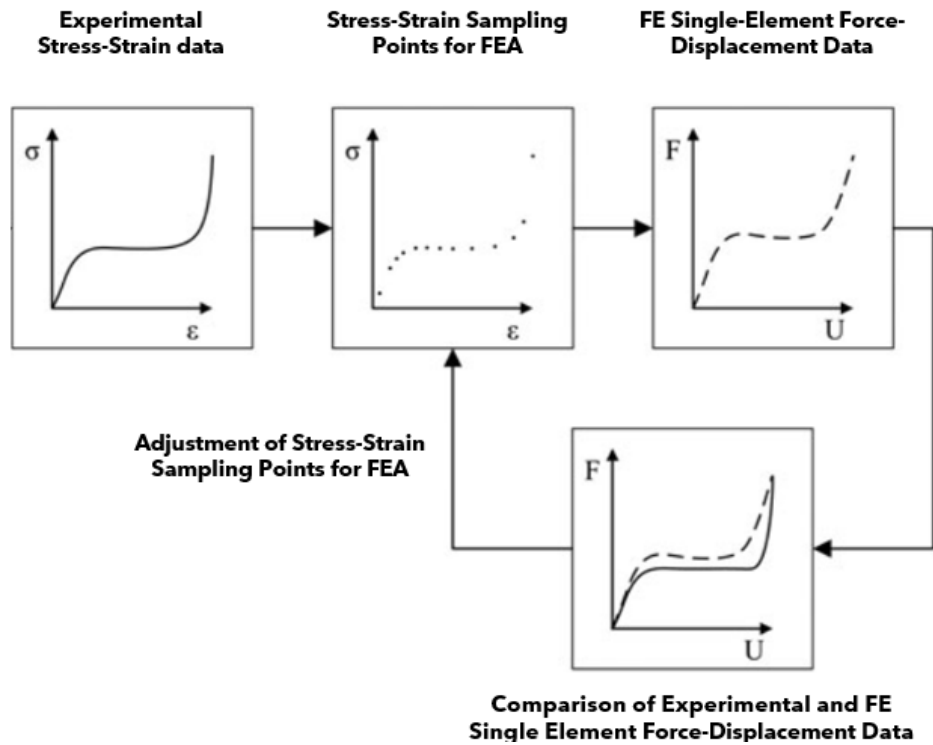 Experimental
Stress-Strain data
Stress-Strain Sampling
Points for FEA
FE Single-Element Force-
Displacement Data
σ
ε
σ
ε
F
U
Adjustment of Stress-Strain
Sampling Points for FEA
F
U
Comparison of Experimental and FE
Single Element Force-Displacement Data